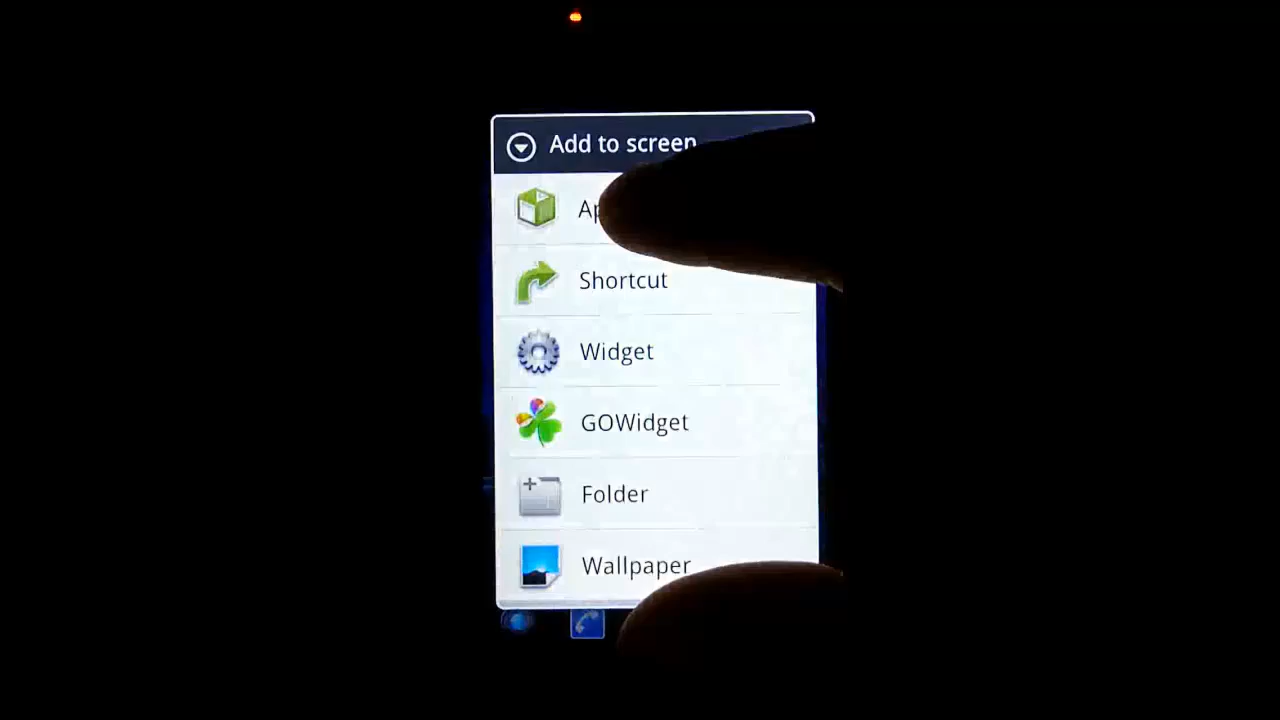 Add to screen
Shortcut
Widget
GOWidget
Folder
Wallpaper